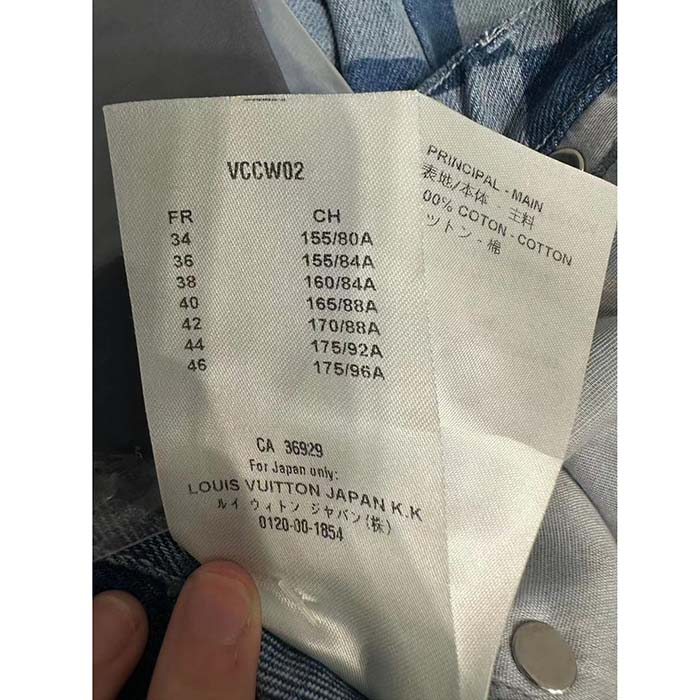 VCCW02
FR CH
34 155/80A
36 155/84A
38 160/84A
40 165/88A
42 170/88A
44 175/92A
46 175/96A
CA 36929
For Japan only:
LOUIS VUITTON JAPAN K.K
ルイ ヴィトン ジャパン(株)
0120-00-1854
PRINCIPAL - MAIN
表地/本体 - 主料
00% COTON - COTTON
ットン - 棉